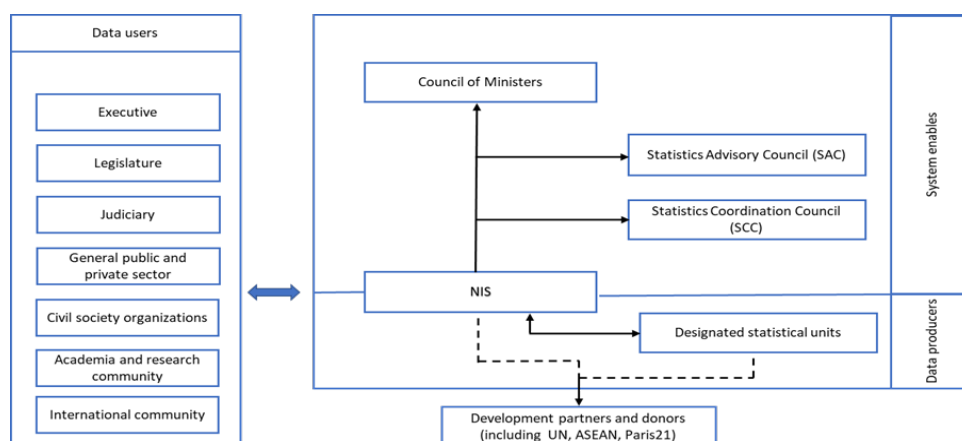 Data users
Executive
Legislature
Judiciary
General public and
private sector
Civil society organizations
Academia and research
community
International community
Council of Ministers
Statistics Advisory Council (SAC)
Statistics Coordination Council
(SCC)
NIS
Designated statistical units
Development partners and donors
(including UN, ASEAN, Paris21)
System enables
Data producers